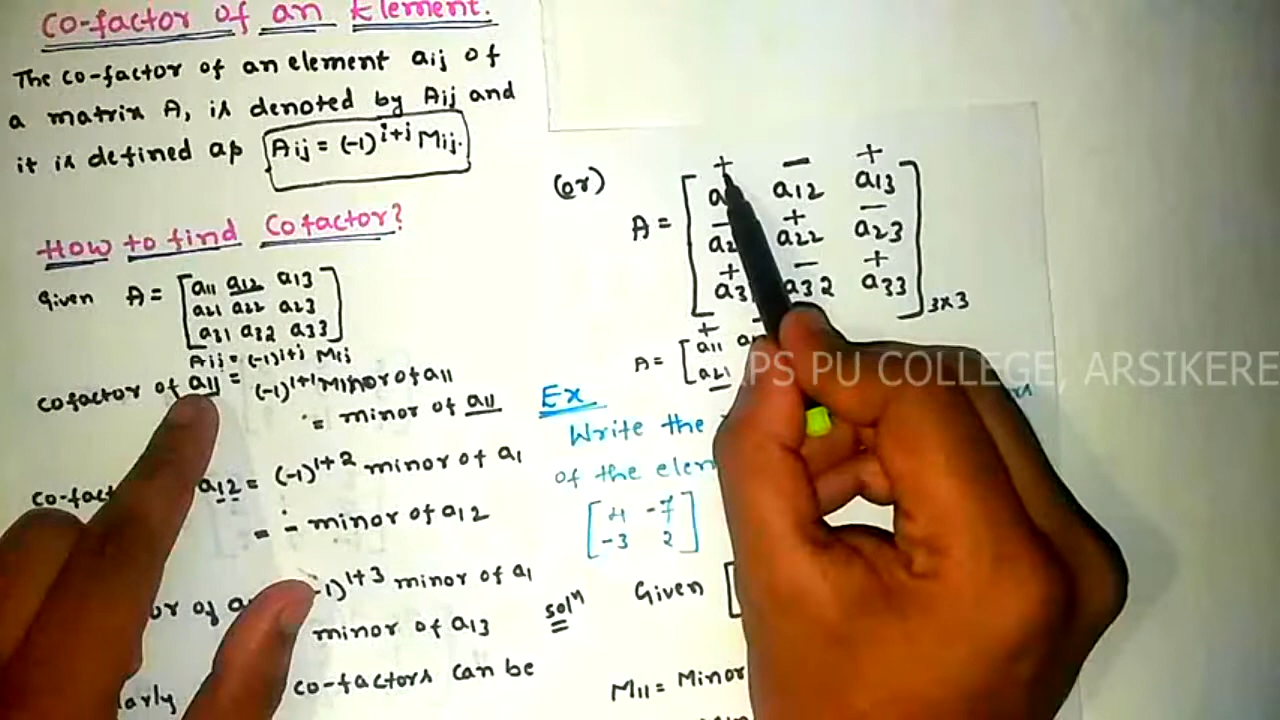 Co-factor of an Element.
The co-factor of an element aij of
a matrix A, is denoted by Aij and
it is defined as Aij = (-1)^i+j Mij.
How to find Cofactor?
Given A = [a11 a12 a13
a21 a22 a23
a31 a32 a33]
Aij = (-1)^i+j Mij
Cofactor of a11 = (-1)^1+1 Minor of a11
= minor of a11
a12 = (-1)^1+2 minor of a1
= - minor of a12
1)^1+3 minor of a1
minor of a13
co-factors can be
(or)
+ − +
A = [ a12 a13
− + −
a22 a23
+ − +
a32 a33] 3x3
+ −
A = [a11
a21
−
Ex
Write the
of the elem
[4 -7
-3 2]
Soln
Given [
M11 = Minor
PS PU COLLEGE, ARSIKERE